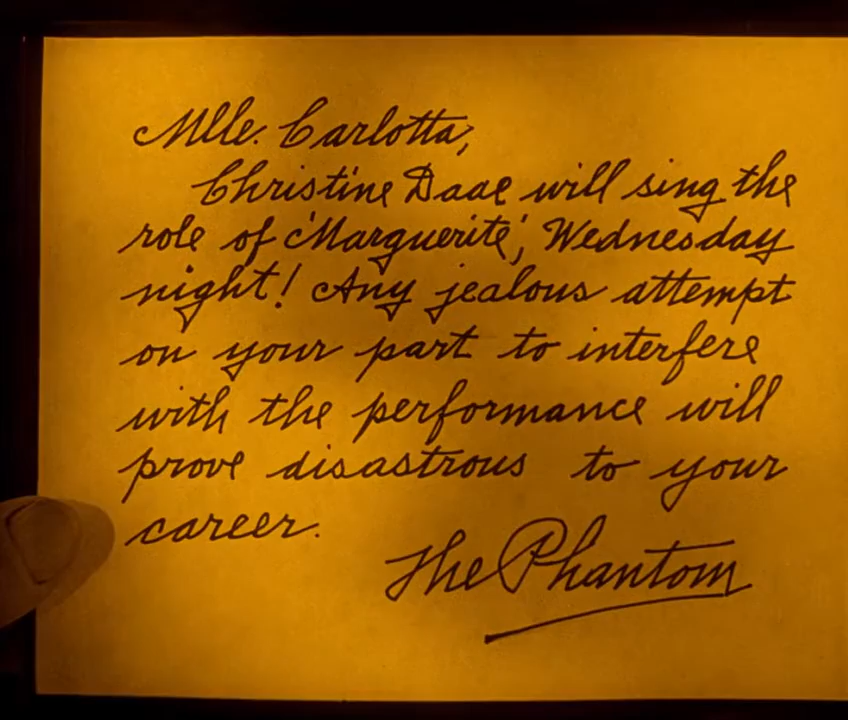 Mlle. Carlotta,
Christine Daae will sing the
role of 'Marguerite', Wednesday
night! Any jealous attempt
on your part to interfere
with the performance will
prove disastrous to your
career.
The Phantom